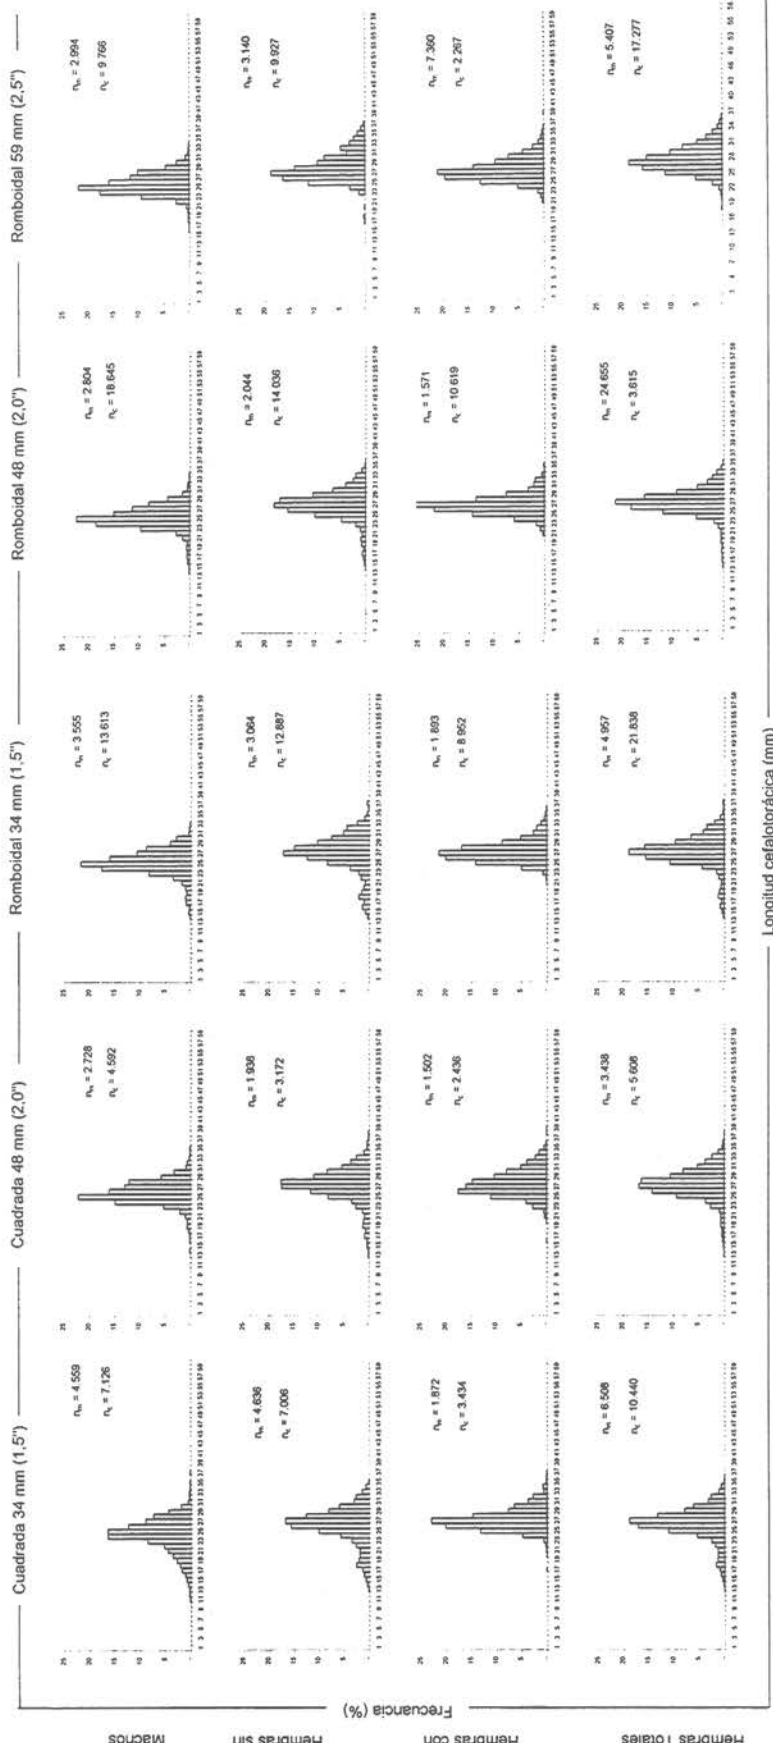 Cuadrada 34 mm (1,5")
Cuadrada 48 mm (2,0")
Romboidal 34 mm (1,5")
Romboidal 48 mm (2,0")
Romboidal 59 mm (2,5")
Machos
nm = 4.559
nc = 7.126
nm = 2.728
nc = 4.592
nm = 3.555
nc = 13.613
nm = 2.804
nc = 18.645
nm = 2.994
nc = 9.766
Hembras sin
nm = 4.636
nc = 7.006
nm = 1.938
nc = 3.172
nm = 3.064
nc = 12.887
nm = 2.044
nc = 14.036
nm = 3.140
nc = 9.927
Hembras con
nm = 1.872
nc = 3.434
nm = 1.502
nc = 2.436
nm = 1.893
nc = 8.952
nm = 1.571
nc = 10.619
nm = 7.360
nc = 2.267
Hembras Totales
nm = 6.508
nc = 10.440
nm = 3.438
nc = 5.608
nm = 4.957
nc = 21.838
nm = 24.655
nc = 3.615
nm = 5.407
nc = 17.277
Frecuancia (%)
Longitud cefalotorácica (mm)